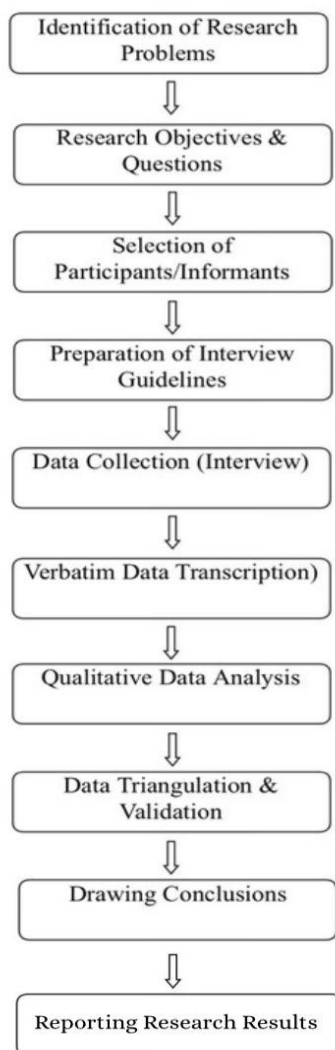 Identification of Research
Problems
Research Objectives &
Questions
Selection of
Participants/Informants
Preparation of Interview
Guidelines
Data Collection (Interview)
Verbatim Data Transcription)
Qualitative Data Analysis
Data Triangulation &
Validation
Drawing Conclusions
Reporting Research Results